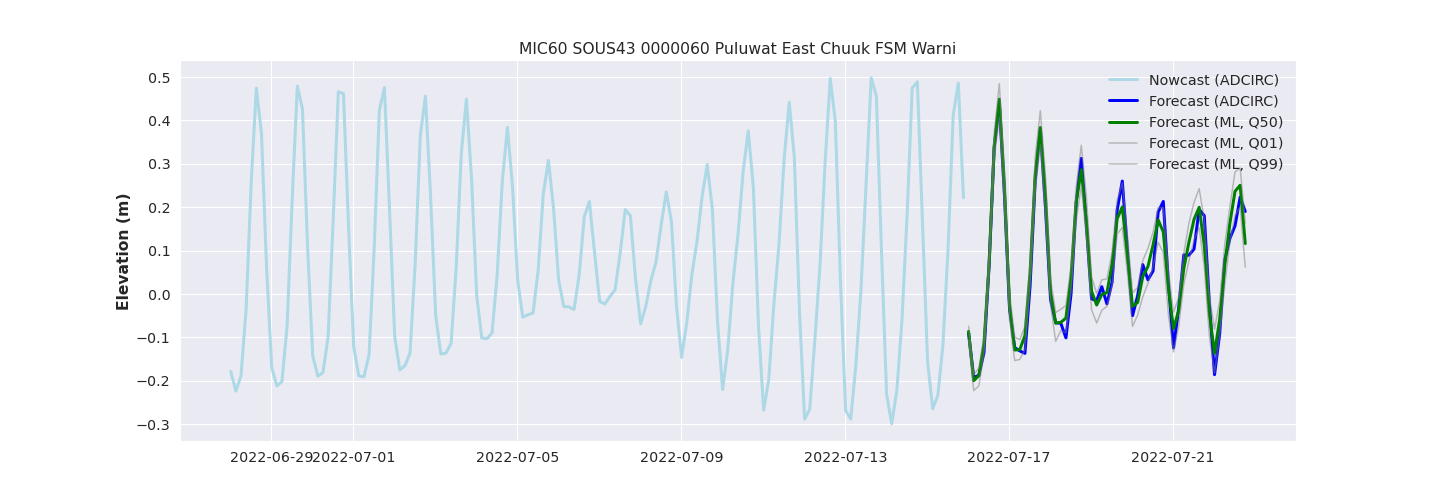 MIC60 SOUS43 0000060 Puluwat East Chuuk FSM Warni
Elevation (m)
0.5
0.4
0.3
0.2
0.1
0.0
−0.1
−0.2
−0.3
Nowcast (ADCIRC)
Forecast (ADCIRC)
Forecast (ML, Q50)
Forecast (ML, Q01)
Forecast (ML, Q99)
2022-06-29 2022-07-01 2022-07-05 2022-07-09 2022-07-13 2022-07-17 2022-07-21